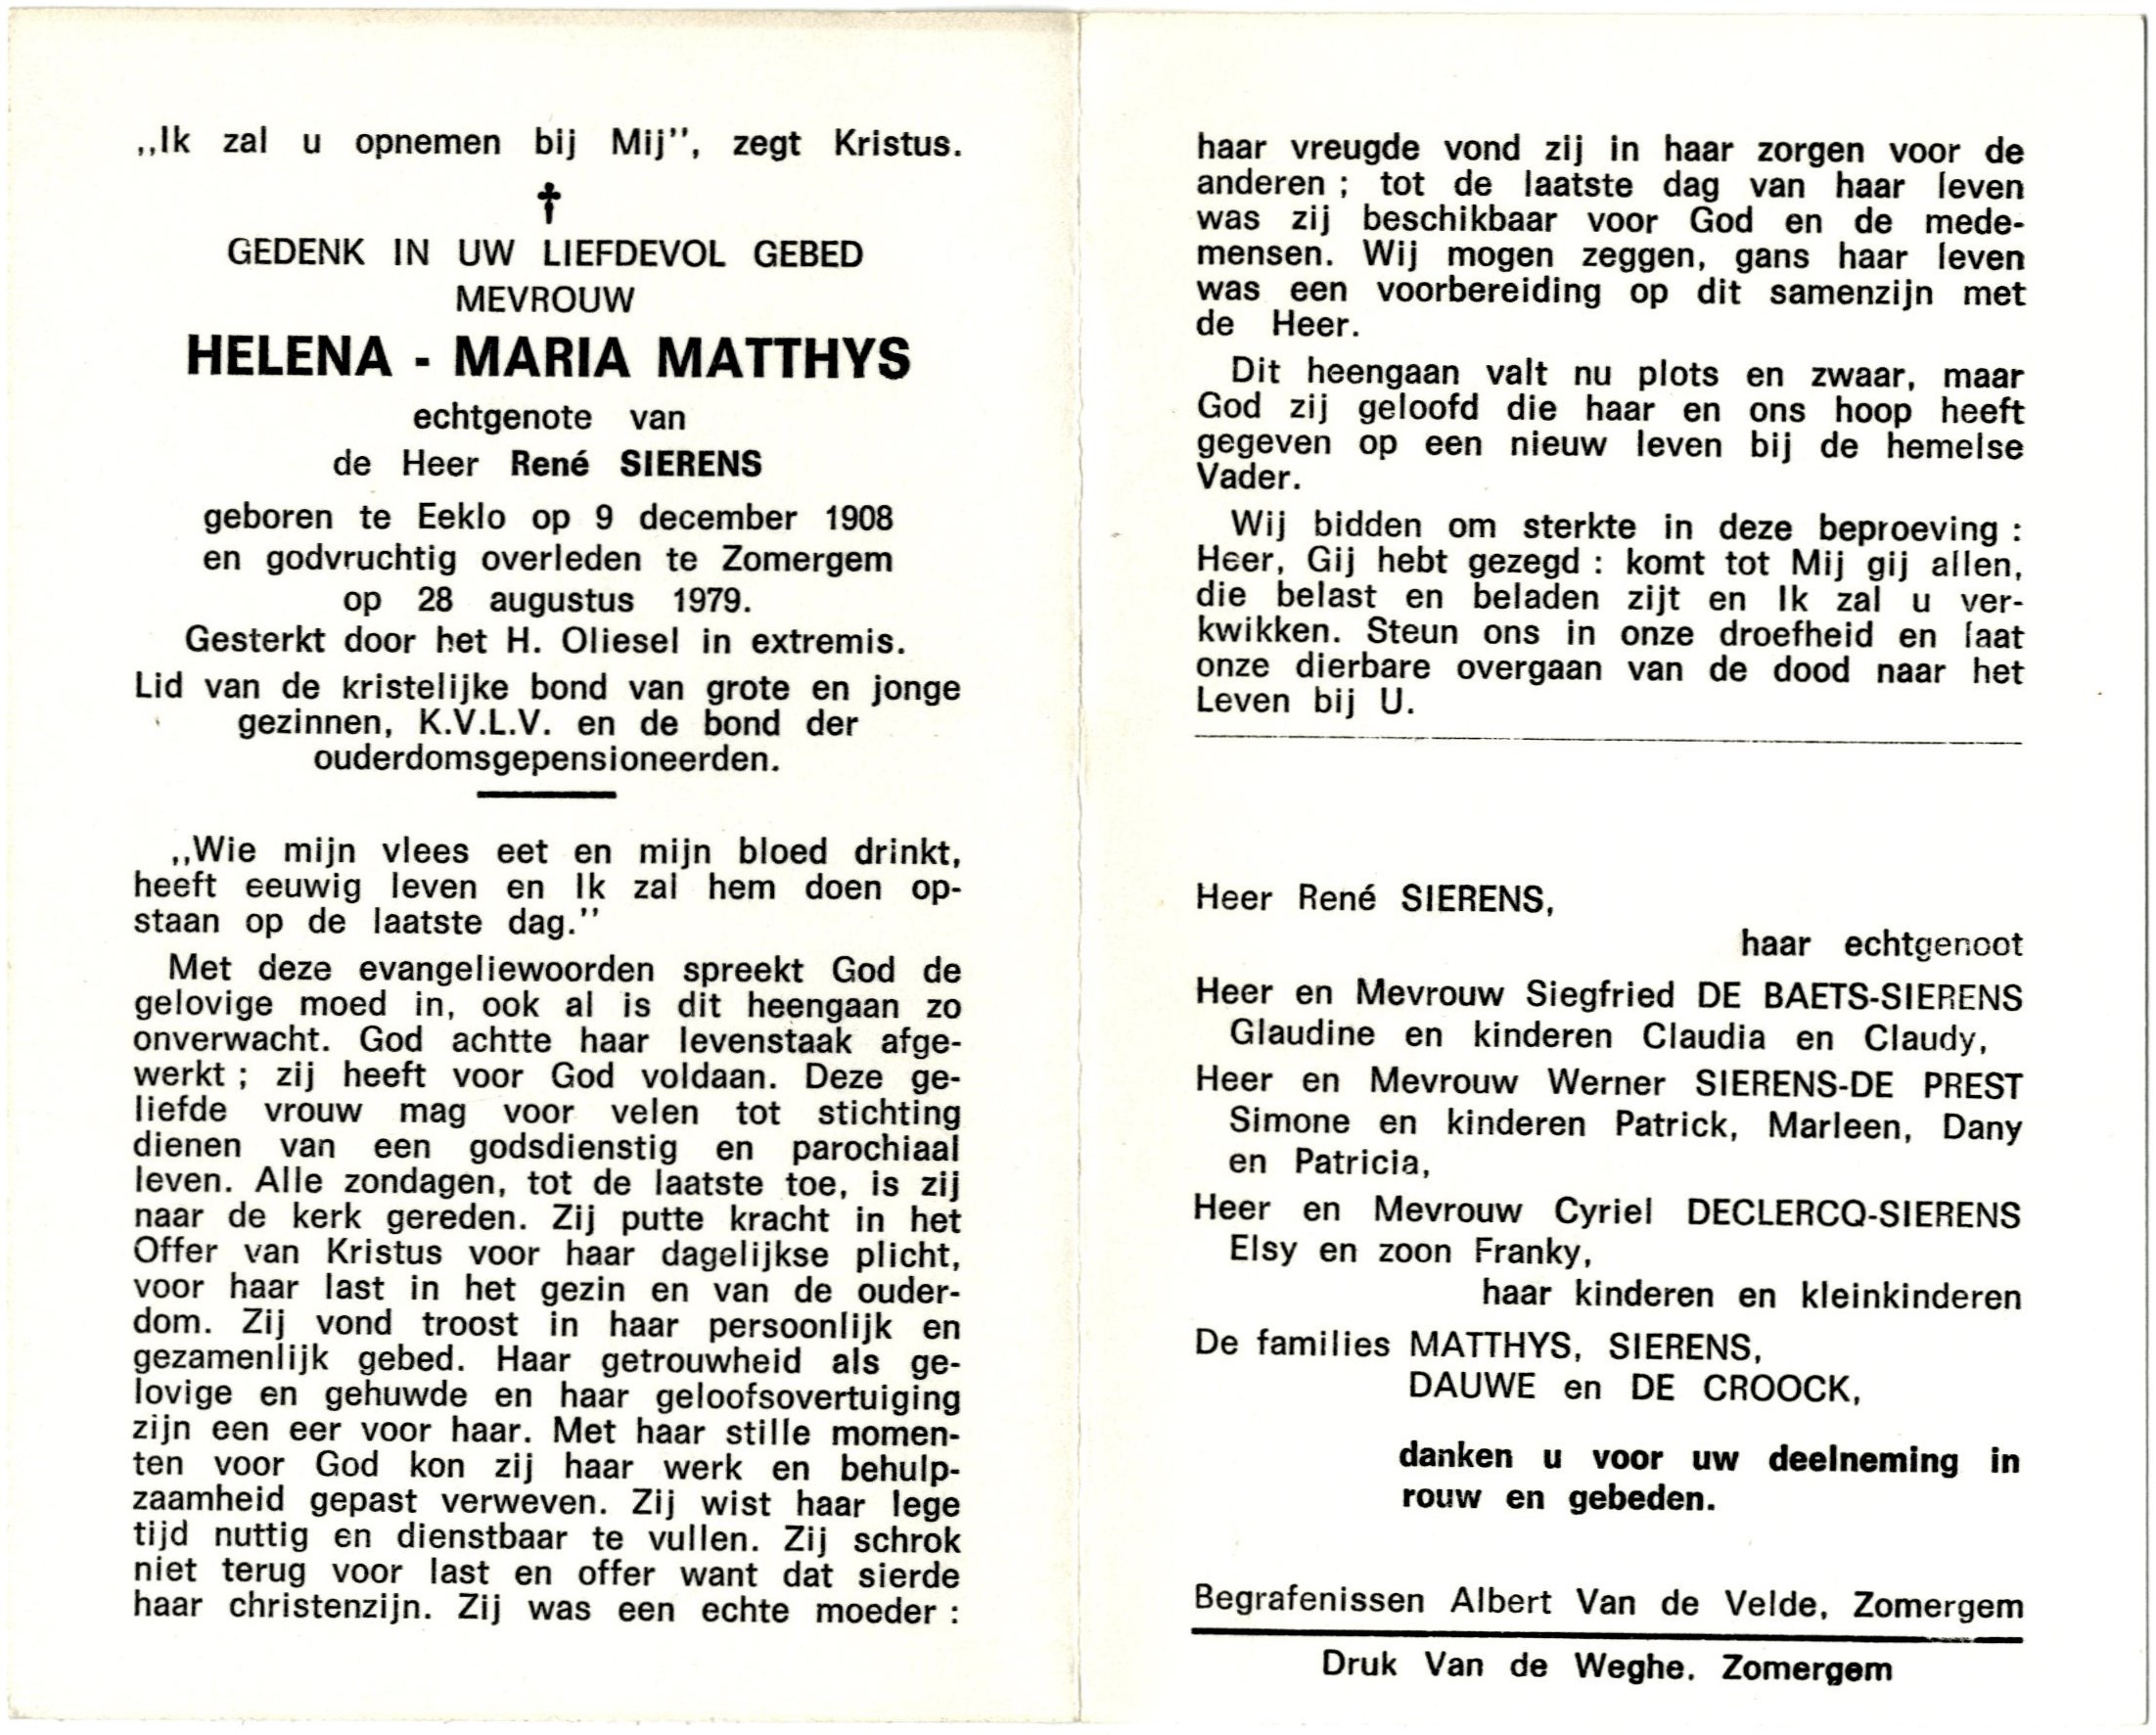 ,,Ik zal u opnemen bij Mij”, zegt Kristus.
†
GEDENK IN UW LIEFDEVOL GEBED
MEVROUW
HELENA - MARIA MATTHYS
echtgenote van
de Heer René SIERENS
geboren te Eeklo op 9 december 1908
en godvruchtig overleden te Zomergem
op 28 augustus 1979.
Gesterkt door het H. Oliesel in extremis.
Lid van de kristelijke bond van grote en jonge
gezinnen, K.V.L.V. en de bond der
ouderdomsgepensioneerden.
,,Wie mijn vlees eet en mijn bloed drinkt,
heeft eeuwig leven en Ik zal hem doen op-
staan op de laatste dag.”
Met deze evangeliewoorden spreekt God de
gelovige moed in, ook al is dit heengaan zo
onverwacht. God achtte haar levenstaak afge-
werkt ; zij heeft voor God voldaan. Deze ge-
liefde vrouw mag voor velen tot stichting
dienen van een godsdienstig en parochiaal
leven. Alle zondagen, tot de laatste toe, is zij
naar de kerk gereden. Zij putte kracht in het
Offer van Kristus voor haar dagelijkse plicht,
voor haar last in het gezin en van de ouder-
dom. Zij vond troost in haar persoonlijk en
gezamenlijk gebed. Haar getrouwheid als ge-
lovige en gehuwde en haar geloofsovertuiging
zijn een eer voor haar. Met haar stille momen-
ten voor God kon zij haar werk en behulp-
zaamheid gepast verweven. Zij wist haar lege
tijd nuttig en dienstbaar te vullen. Zij schrok
niet terug voor last en offer want dat sierde
haar christenzijn. Zij was een echte moeder :
haar vreugde vond zij in haar zorgen voor de
anderen ; tot de laatste dag van haar leven
was zij beschikbaar voor God en de mede-
mensen. Wij mogen zeggen, gans haar leven
was een voorbereiding op dit samenzijn met
de Heer.
Dit heengaan valt nu plots en zwaar, maar
God zij geloofd die haar en ons hoop heeft
gegeven op een nieuw leven bij de hemelse
Vader.
Wij bidden om sterkte in deze beproeving :
Heer, Gij hebt gezegd : komt tot Mij gij allen,
die belast en beladen zijt en Ik zal u ver-
kwikken. Steun ons in onze droefheid en laat
onze dierbare overgaan van de dood naar het
Leven bij U.
Heer René SIERENS,
haar echtgenoot
Heer en Mevrouw Siegfried DE BAETS-SIERENS
Glaudine en kinderen Claudia en Claudy,
Heer en Mevrouw Werner SIERENS-DE PREST
Simone en kinderen Patrick, Marleen, Dany
en Patricia,
Heer en Mevrouw Cyriel DECLERCQ-SIERENS
Elsy en zoon Franky,
haar kinderen en kleinkinderen
De families MATTHYS, SIERENS,
DAUWE en DE CROOCK,
danken u voor uw deelneming in
rouw en gebeden.
Begrafenissen Albert Van de Velde, Zomergem
Druk Van de Weghe. Zomergem